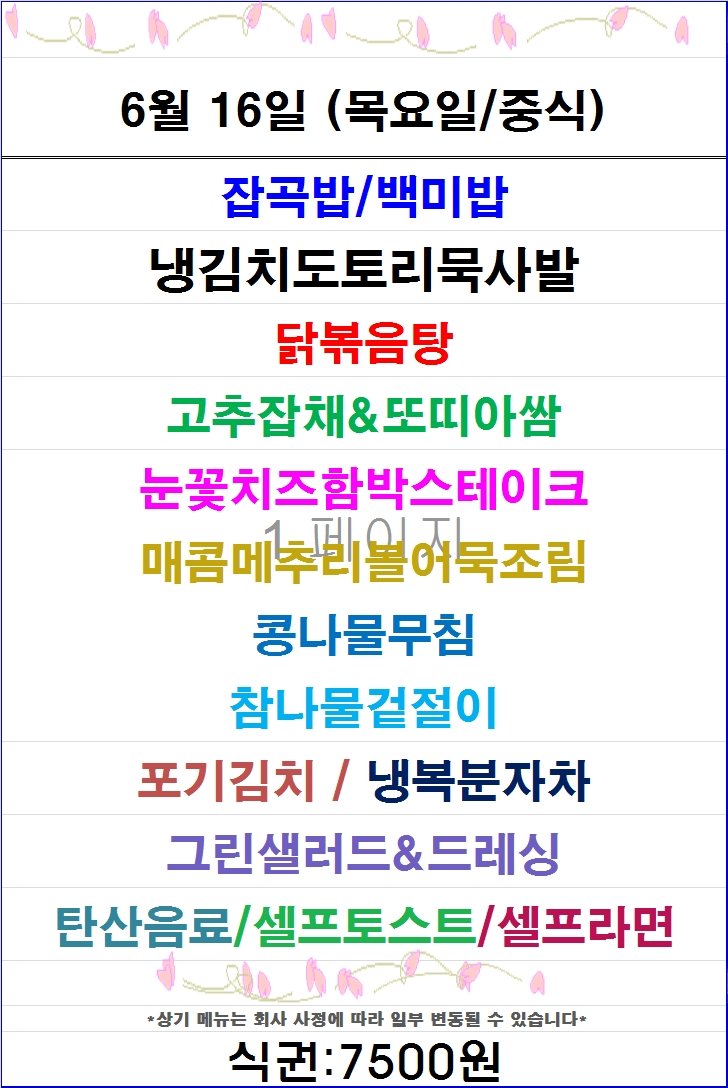 6월 16일 (목요일/중식)
잡곡밥/백미밥
냉김치도토리묵사발
닭볶음탕
고추잡채&또띠아쌈
눈꽃치즈함박스테이크
1 페이지
매콤메추리볼어묵조림
콩나물무침
참나물겉절이
포기김치 / 냉복분자차
그린샐러드&드레싱
탄산음료/셀프토스트/셀프라면
*상기 메뉴는 회사 사정에 따라 일부 변동될 수 있습니다*
식권:7500원